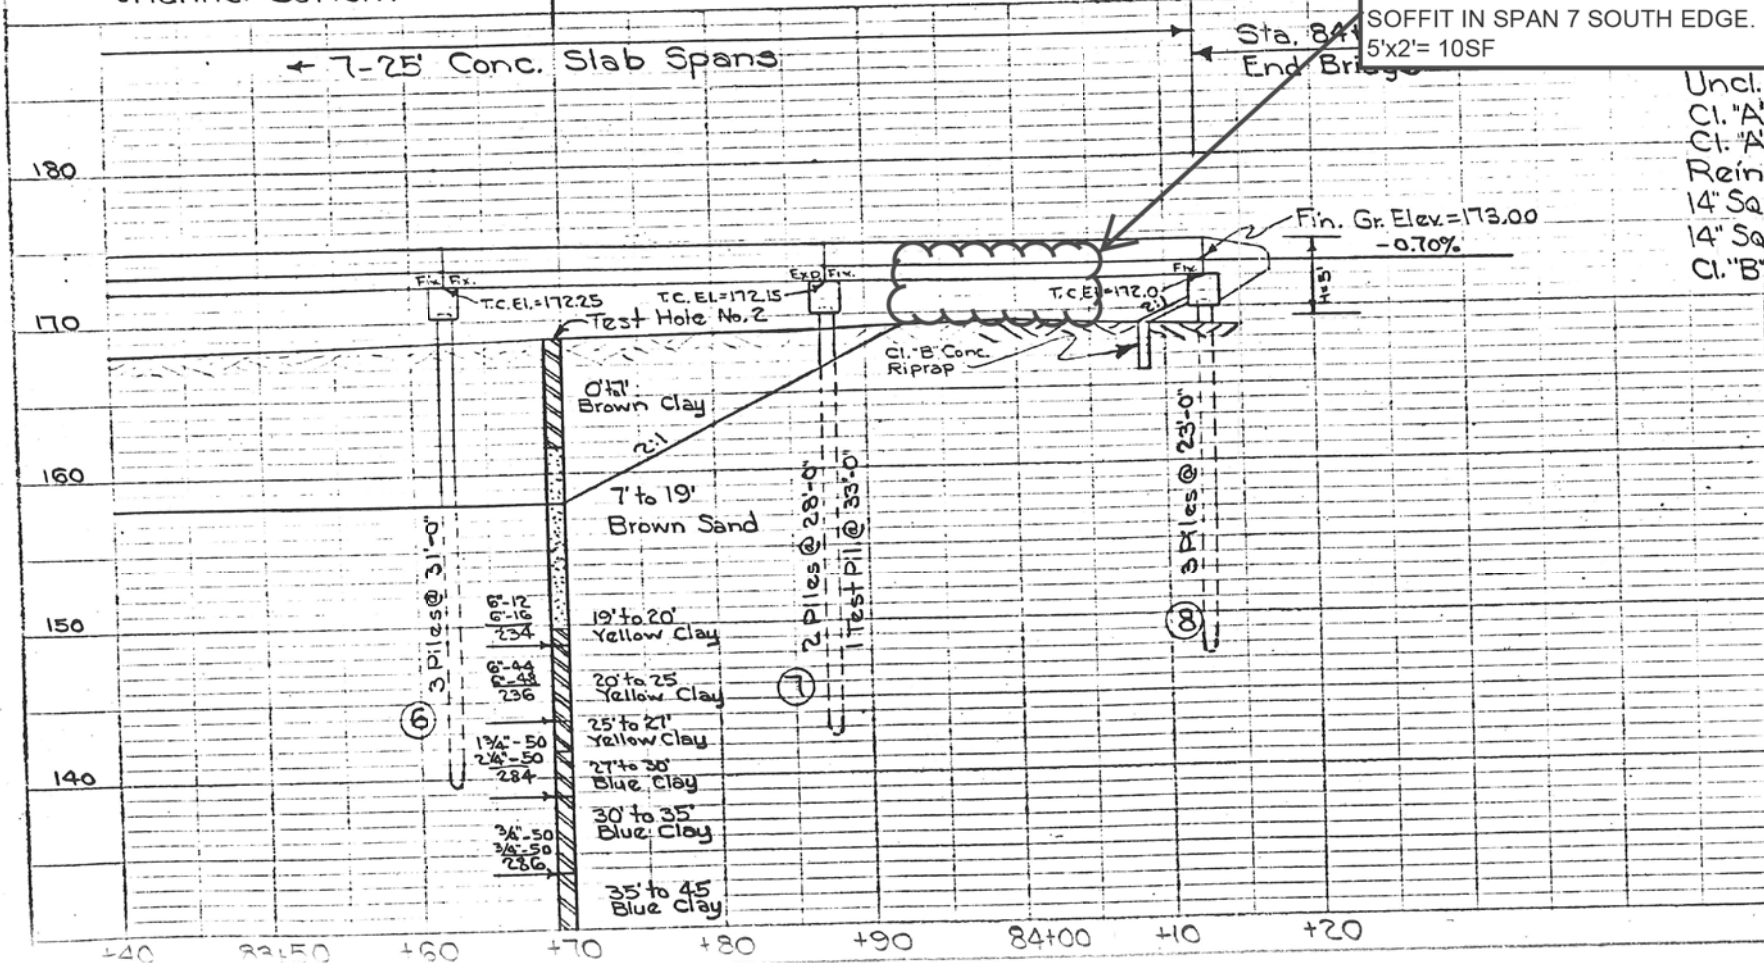 SOFFIT IN SPAN 7 SOUTH EDGE.
5'x2'= 10SF
← 7-25' Conc. Slab Spans
Sta. 84+
End Bridge
Uncl.
Cl. "A"
Cl. "A"
Rein
14" Sq
14" Sq
Cl. "B"
180
170
160
150
140
Fin. Gr. Elev. = 173.00
-0.70%
Fix. Fix.
Exp. Fix.
Fix.
T.C. El. = 172.25
T.C. El. = 172.15
T.C. El = 172.0
2:1
Test Hole No. 2
Cl. "B" Conc.
Riprap
Brown Clay
2:1
7' to 19'
Brown Sand
3 Piles @ 31'-0"
2 Piles @ 28'-0"
1 Test Pil @ 33'-0"
3 Piles @ 23'-0"
6
7
8
6"-12
6"-16
234
19' to 20'
Yellow Clay
6"-44
6"-48
236
20' to 25
Yellow Clay
25' to 27'
Yellow Clay
1¾"-50
2¼"-50
284
27' to 30'
Blue Clay
30' to 35'
Blue Clay
¾"-50
¾"-50
286
35' to 45
Blue Clay
+40
83+50
+60
+70
+80
+90
84+00
+10
+20